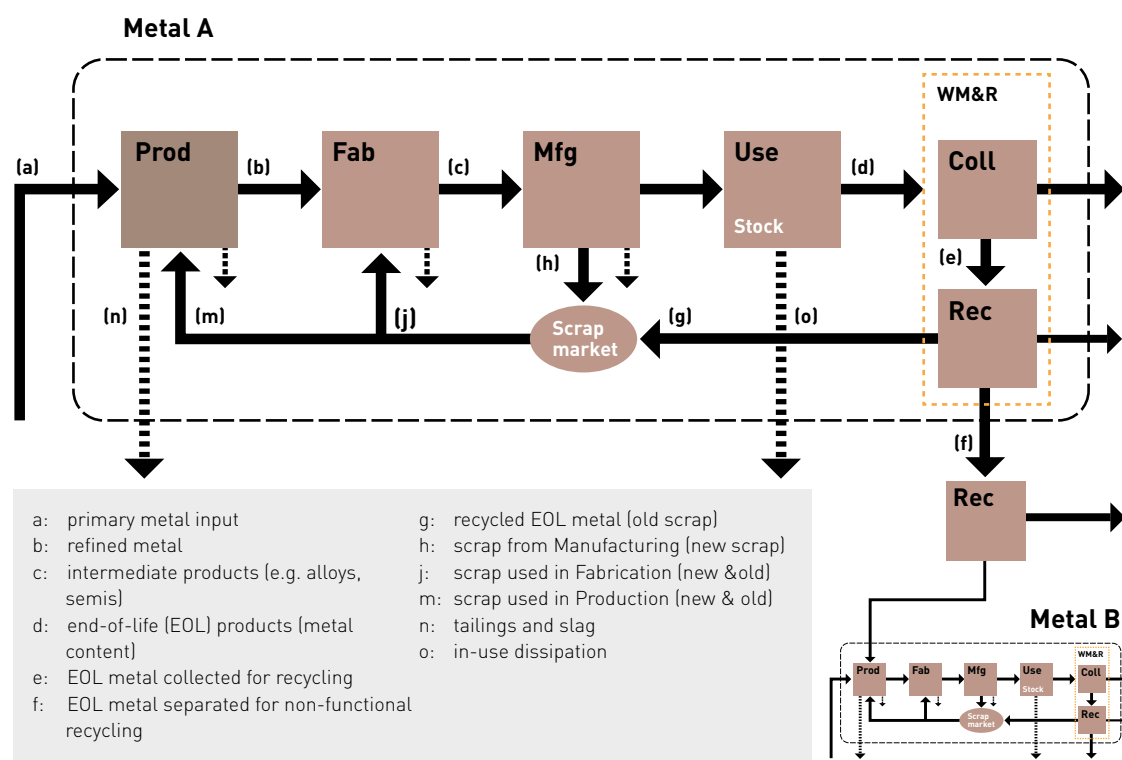 Metal A
WM&R
(a)
Prod
(b)
Fab
(c)
Mfg
Use
Stock
(d)
Coll
(e)
Rec
(h)
(n)
(m)
(j)
Scrap
market
(g)
(o)
(f)
Rec
a: primary metal input
b: refined metal
c: intermediate products (e.g. alloys,
semis)
d: end-of-life (EOL) products (metal
content)
e: EOL metal collected for recycling
f: EOL metal separated for non-functional
recycling
g: recycled EOL metal (old scrap)
h: scrap from Manufacturing (new scrap)
j: scrap used in Fabrication (new &old)
m: scrap used in Production (new & old)
n: tailings and slag
o: in-use dissipation
Metal B
WM&R
Prod
Fab
Mfg
Use
Stock
Coll
Scrap
market
Rec